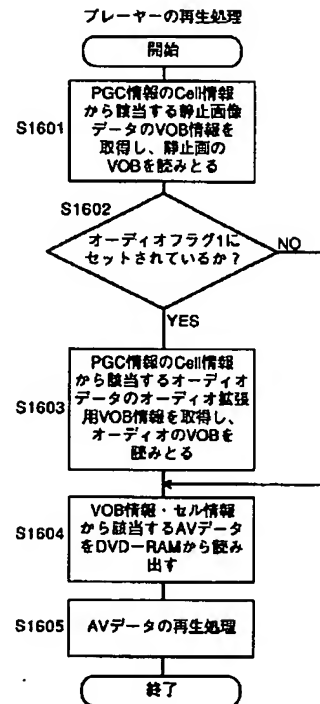 プレーヤーの再生処理
開始
S1601
PGC情報のCell情報
から該当する静止画像
データのVOB情報を
取得し、静止画の
VOBを読みとる
S1602
オーディオフラグ1に
セットされているか?
NO
YES
S1603
PGC情報のCell情報
から該当するオーディオ
データのオーディオ拡張
用VOB情報を取得し、
オーディオのVOBを
読みとる
S1604
VOB情報・セル情報
から該当するAVデータ
をDVD-RAMから読み
出す
S1605
AVデータの再生処理
終了